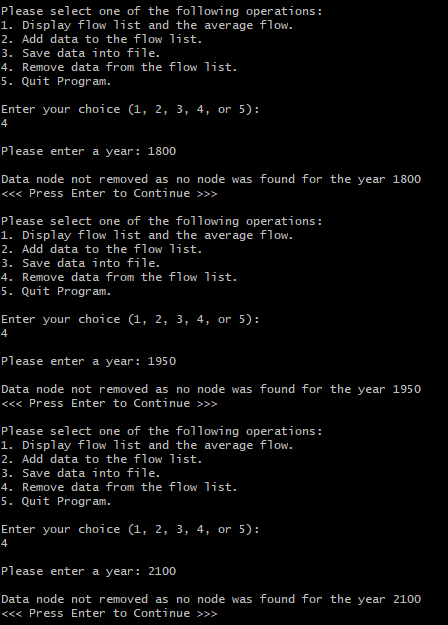 Please select one of the following operations:
1. Display flow list and the average flow.
2. Add data to the flow list.
3. Save data into file.
4. Remove data from the flow list.
5. Quit Program.
Enter your choice (1, 2, 3, 4, or 5):
4
Please enter a year: 1800
Data node not removed as no node was found for the year 1800
<<< Press Enter to Continue >>>
Please select one of the following operations:
1. Display flow list and the average flow.
2. Add data to the flow list.
3. Save data into file.
4. Remove data from the flow list.
5. Quit Program.
Enter your choice (1, 2, 3, 4, or 5):
4
Please enter a year: 1950
Data node not removed as no node was found for the year 1950
<<< Press Enter to Continue >>>
Please select one of the following operations:
1. Display flow list and the average flow.
2. Add data to the flow list.
3. Save data into file.
4. Remove data from the flow list.
5. Quit Program.
Enter your choice (1, 2, 3, 4, or 5):
4
Please enter a year: 2100
Data node not removed as no node was found for the year 2100
<<< Press Enter to Continue >>>